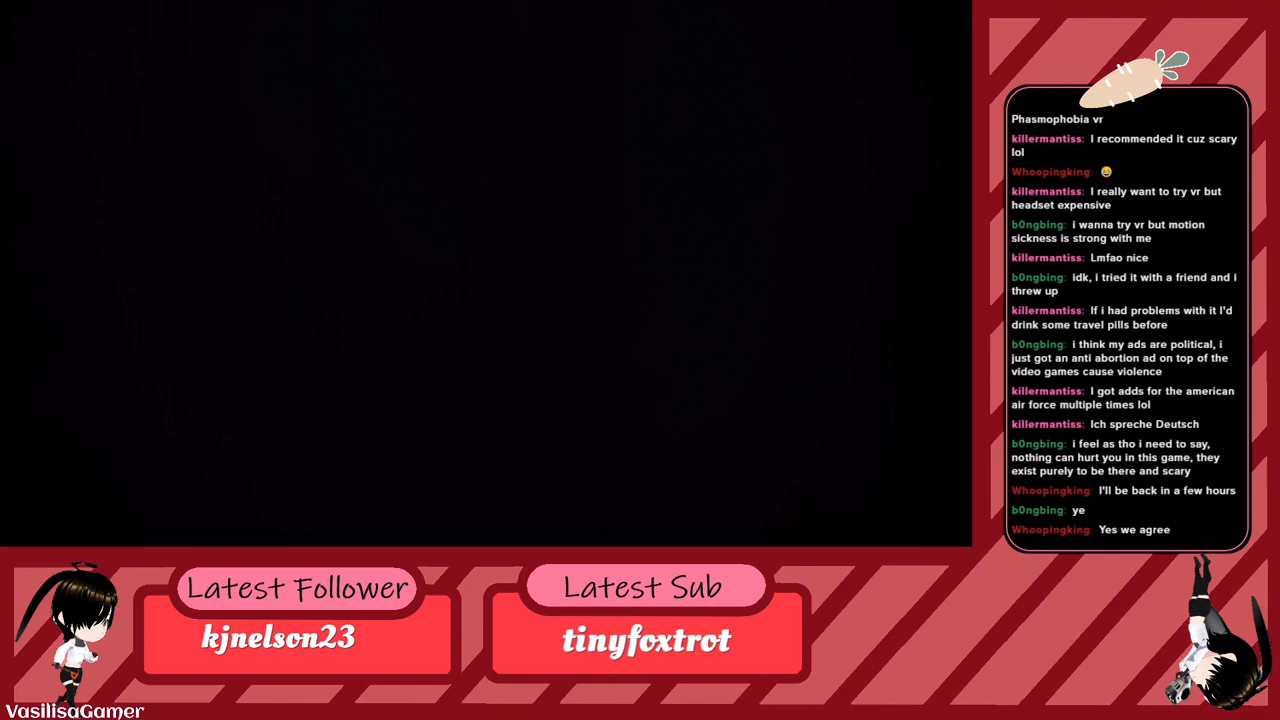 Phasmophobia vr
killermantiss: I recommended it cuz scary
lol
Whoopingking: 😂
killermantiss: I really want to try vr but
headset expensive
b0ngbing: i wanna try vr but motion
sickness is strong with me
killermantiss: Lmfao nice
b0ngbing: idk, i tried it with a friend and i
threw up
killermantiss: If i had problems with it I'd
drink some travel pills before
b0ngbing: i think my ads are political, i
just got an anti abortion ad on top of the
video games cause violence
killermantiss: I got adds for the american
air force multiple times lol
killermantiss: Ich spreche Deutsch
b0ngbing: i feel as tho i need to say,
nothing can hurt you in this game, they
exist purely to be there and scary
Whoopingking: I'll be back in a few hours
b0ngbing: ye
Whoopingking: Yes we agree
Latest Follower
kjnelson23
Latest Sub
tinyfoxtrot
VasilisaGamer